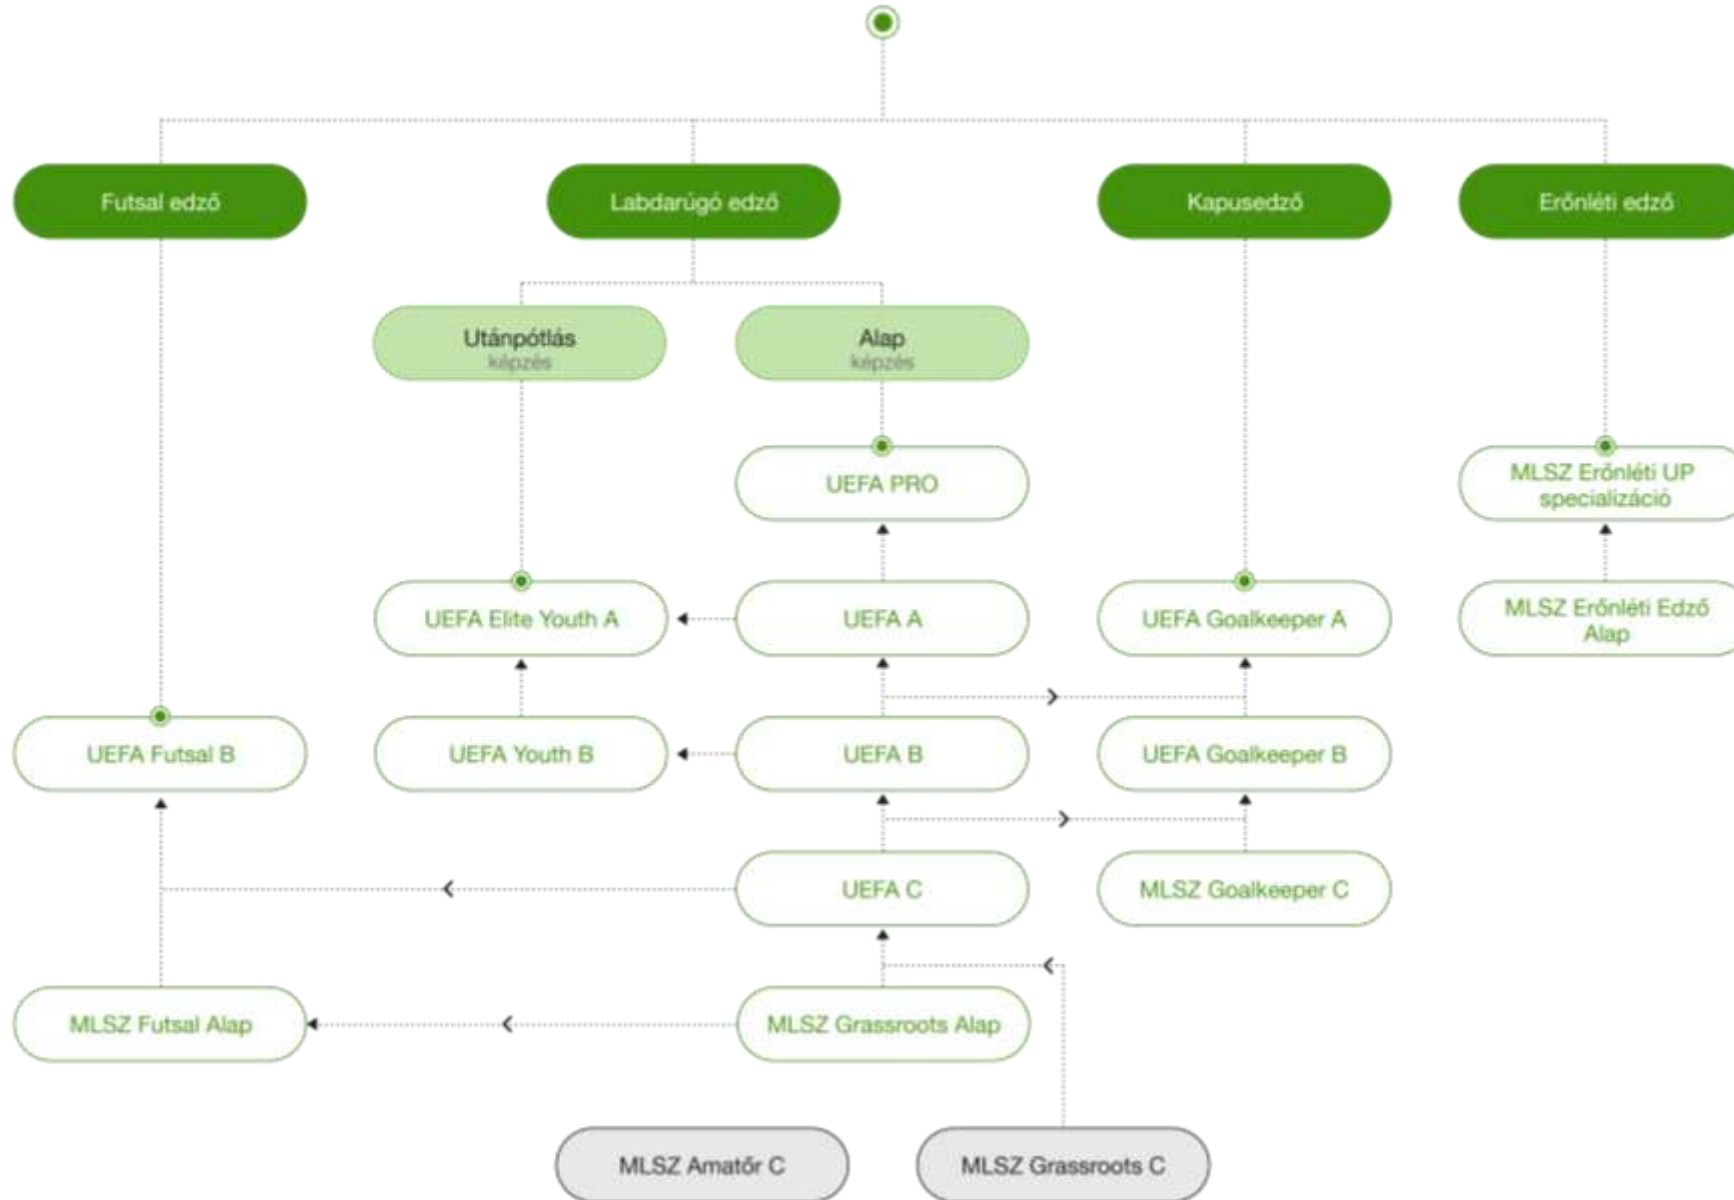 Futsal edző
Labdarúgó edző
Kapusedző
Erőnléti edző
Utánpótlás
képzés
Alap
képzés
UEFA PRO
MLSZ Erőnléti UP
specializáció
UEFA Elite Youth A
UEFA A
UEFA Goalkeeper A
MLSZ Erőnléti Edző
Alap
UEFA Futsal B
UEFA Youth B
UEFA B
UEFA Goalkeeper B
UEFA C
MLSZ Goalkeeper C
MLSZ Futsal Alap
MLSZ Grassroots Alap
MLSZ Amatőr C
MLSZ Grassroots C